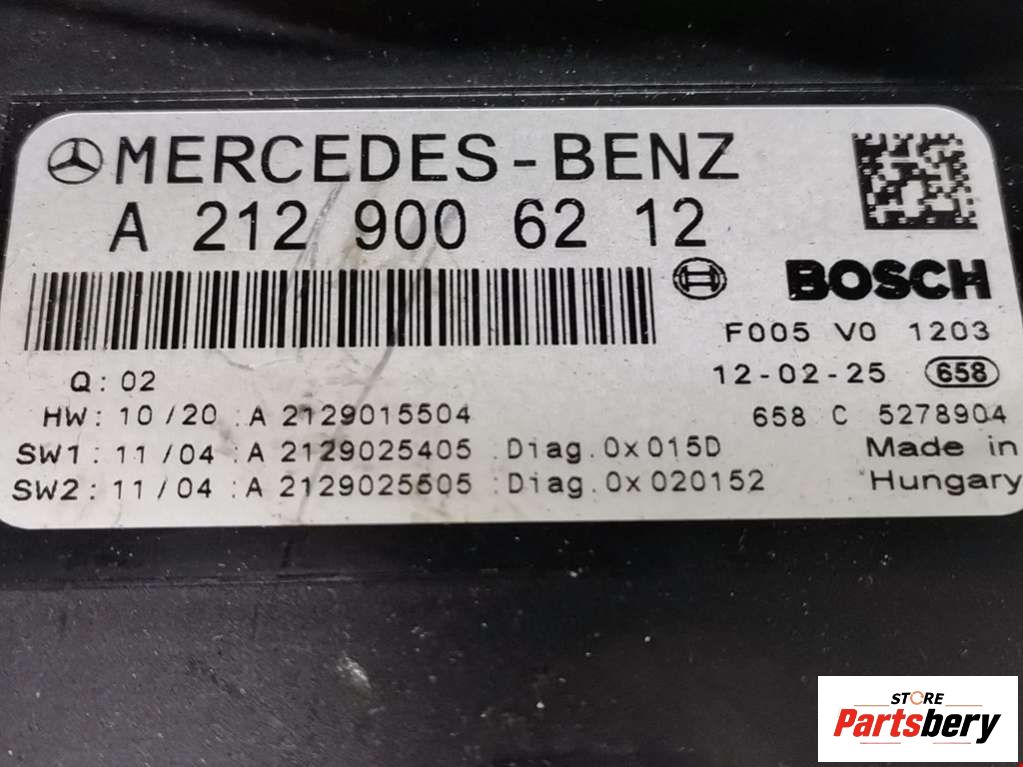 MERCEDES-BENZ
A 212 900 62 12
BOSCH
F005 V0 1203
Q: 02
12-02-25 658
HW: 10/20 :A 2129015504
658 C 5278904
SW1: 11/04 :A 2129025405 :Diag.0x015D
Made in
SW2: 11/04 :A 2129025505 :Diag.0x020152
Hungary
STORE
Partsbery